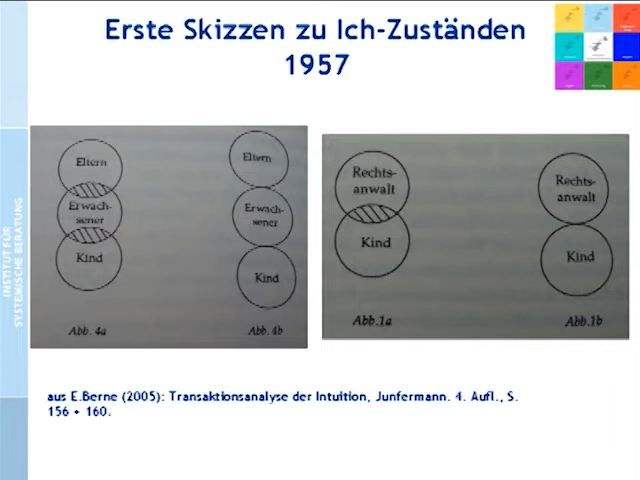 Erste Skizzen zu Ich-Zuständen
1957
INSTITUT FÜR
SYSTEMISCHE BERATUNG
Eltern
Erwach-
sener
Kind
Abb. 4a
Eltern
Erwach-
sener
Kind
Abb. 4b
Rechts-
anwalt
Kind
Abb.1a
Rechts-
anwalt
Kind
Abb.1b
aus E.Berne (2005): Transaktionsanalyse der Intuition, Junfermann. 4. Aufl., S.
156 + 160.